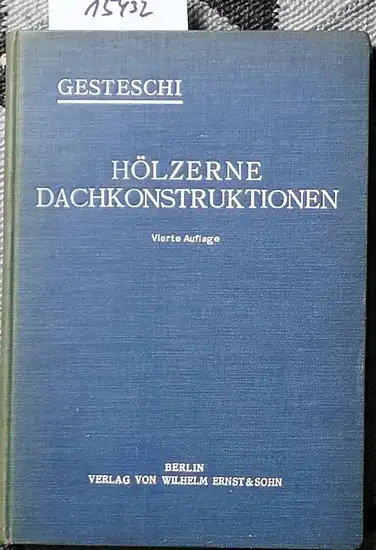 15432
GESTESCHI
HÖLZERNE
DACHKONSTRUKTIONEN
Vierte Auflage
BERLIN
VERLAG VON WILHELM ERNST & SOHN